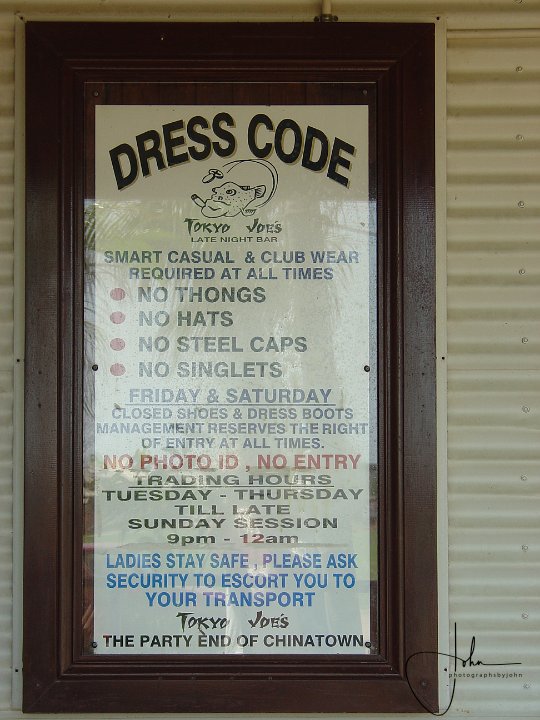 DRESS CODE
TOKYO JOE'S
LATE NIGHT BAR
SMART CASUAL & CLUB WEAR
REQUIRED AT ALL TIMES
NO THONGS
NO HATS
NO STEEL CAPS
NO SINGLETS
FRIDAY & SATURDAY
CLOSED SHOES & DRESS BOOTS
MANAGEMENT RESERVES THE RIGHT
OF ENTRY AT ALL TIMES.
NO PHOTO ID , NO ENTRY
TRADING HOURS
TUESDAY - THURSDAY
TILL LATE
SUNDAY SESSION
9pm - 12am
LADIES STAY SAFE , PLEASE ASK
SECURITY TO ESCORT YOU TO
YOUR TRANSPORT
TOKYO JOE'S
THE PARTY END OF CHINATOWN
John
photographsbyjohn